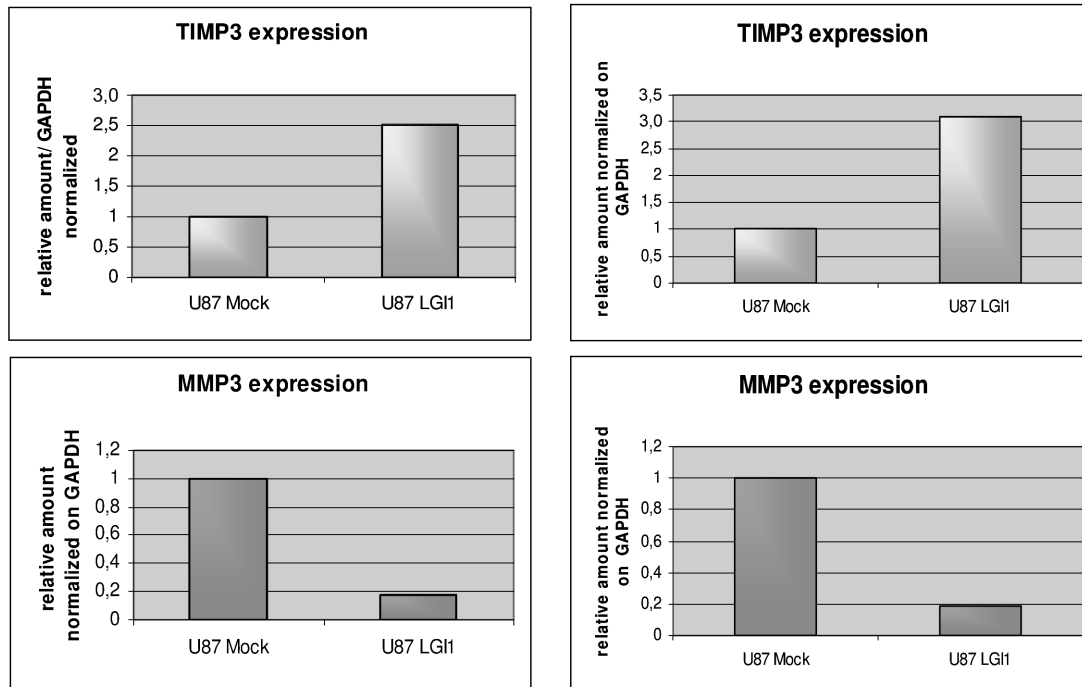 TIMP3 expression
relative amount/ GAPDH
normalized
3,0
2,5
2
1,5
1
0,5
0
U87 Mock
U87 LGI1
TIMP3 expression
relative amount normalized on
GAPDH
3,5
3,0
2,5
2
1,5
1
0,5
0
U87 Mock
U87 LGI1
MMP3 expression
relative amount
normalized on GAPDH
1,2
1
0,8
0,6
0,4
0,2
0
U87 Mock
U87 LGI1
MMP3 expression
relative amount normalized
on GAPDH
1,2
1
0,8
0,6
0,4
0,2
0
U87 Mock
U87 LGI1